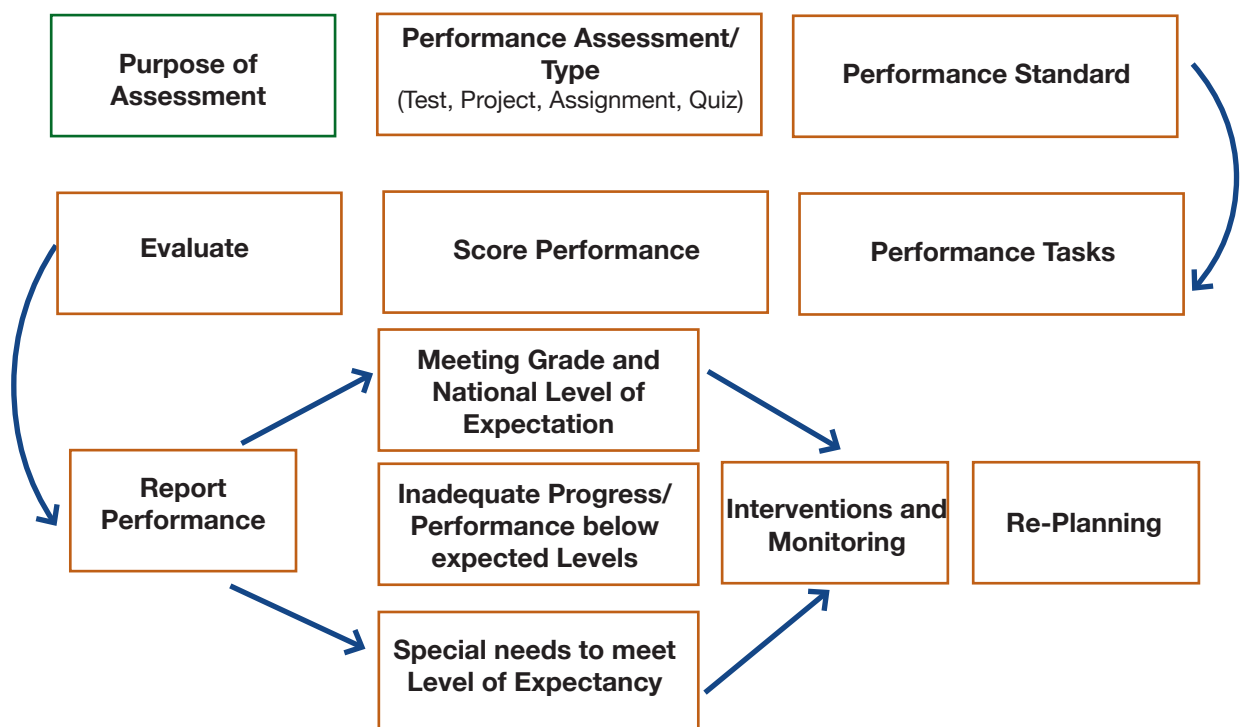 Purpose of
Assessment
Performance Assessment/
Type
(Test, Project, Assignment, Quiz)
Performance Standard
Evaluate
Score Performance
Performance Tasks
Meeting Grade and
National Level of
Expectation
Report
Performance
Inadequate Progress/
Performance below
expected Levels
Interventions and
Monitoring
Re-Planning
Special needs to meet
Level of Expectancy